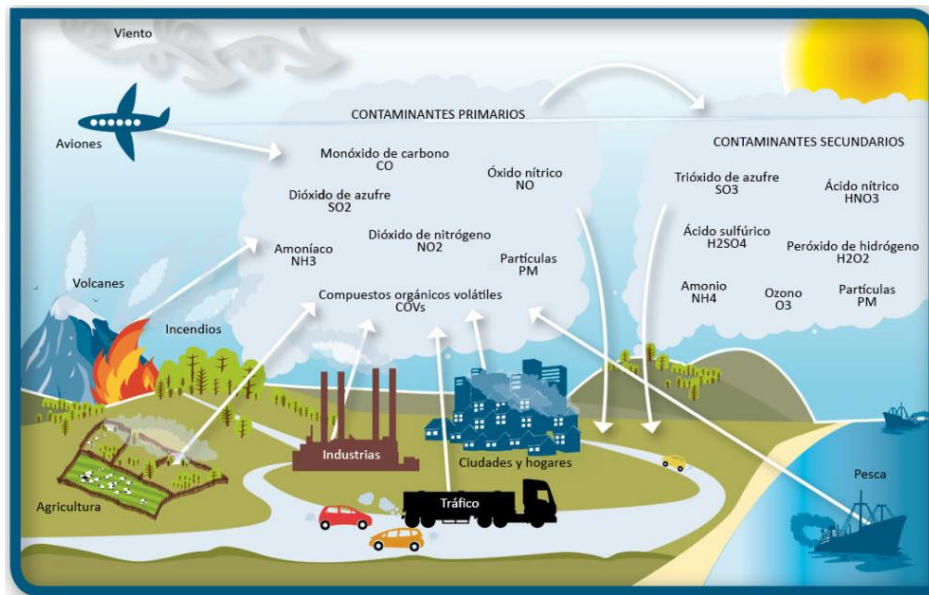 Viento
Aviones
CONTAMINANTES PRIMARIOS
Monóxido de carbono
CO
Óxido nítrico
NO
Dióxido de azufre
SO2
Dióxido de nitrógeno
NO2
Amoníaco
NH3
Partículas
PM
Compuestos orgánicos volátiles
COVs
CONTAMINANTES SECUNDARIOS
Trióxido de azufre
SO3
Ácido nítrico
HNO3
Ácido sulfúrico
H2SO4
Peróxido de hidrógeno
H2O2
Amonio
NH4
Ozono
O3
Partículas
PM
Volcanes
Incendios
Industrias
Ciudades y hogares
Agricultura
Tráfico
Pesca